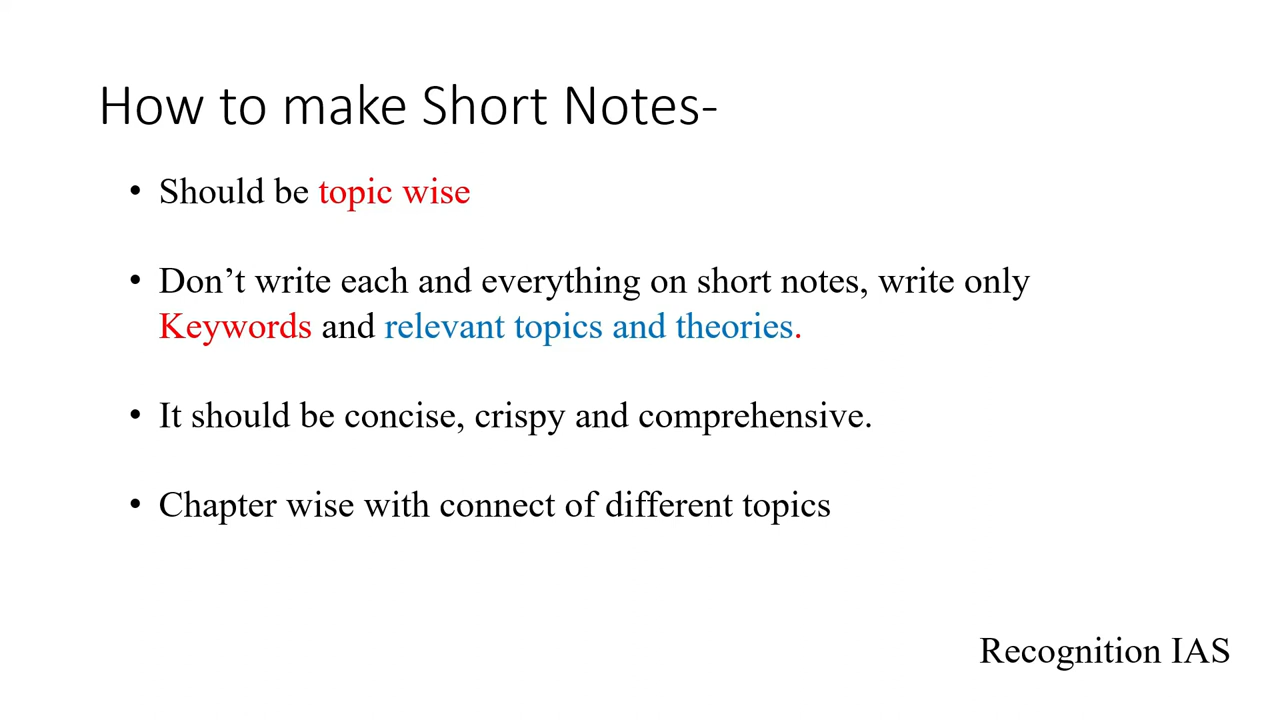 How to make Short Notes-
• Should be topic wise
• Don’t write each and everything on short notes, write only
Keywords and relevant topics and theories.
• It should be concise, crispy and comprehensive.
• Chapter wise with connect of different topics
Recognition IAS